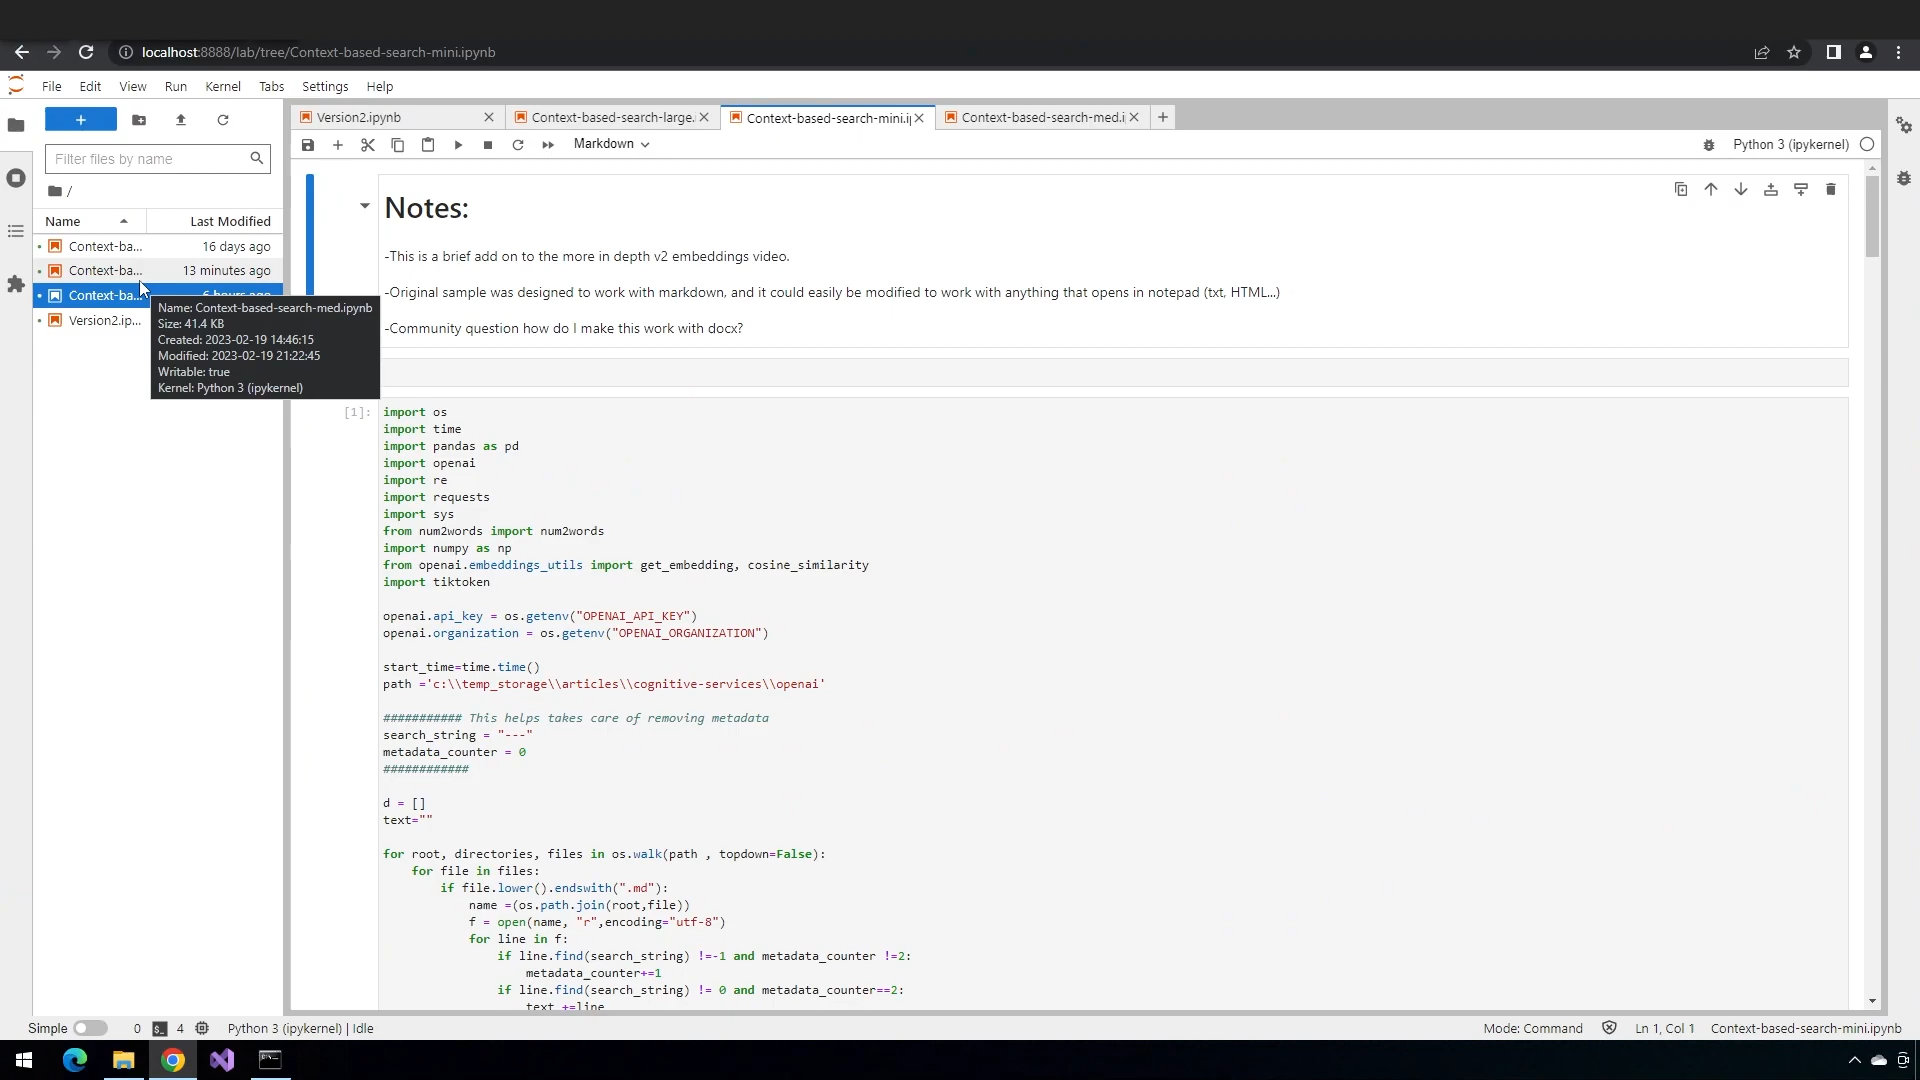 localhost:8888/lab/tree/Context-based-search-mini.ipynb
File Edit View Run Kernel Tabs Settings Help
+
Filter files by name
/
Name Last Modified
Context-ba... 16 days ago
Context-ba... 13 minutes ago
Context-ba...
Version2.ip...
Name: Context-based-search-med.ipynb
Size: 41.4 KB
Created: 2023-02-19 14:46:15
Modified: 2023-02-19 21:22:45
Writable: true
Kernel: Python 3 (ipykernel)
Version2.ipynb
Context-based-search-large.
Context-based-search-mini.i
Context-based-search-med.i
Markdown
Python 3 (ipykernel)
Notes:
-This is a brief add on to the more in depth v2 embeddings video.
-Original sample was designed to work with markdown, and it could easily be modified to work with anything that opens in notepad (txt, HTML...)
-Community question how do I make this work with docx?
[1]:
import os
import time
import pandas as pd
import openai
import re
import requests
import sys
from num2words import num2words
import numpy as np
from openai.embeddings_utils import get_embedding, cosine_similarity
import tiktoken
openai.api_key = os.getenv("OPENAI_API_KEY")
openai.organization = os.getenv("OPENAI_ORGANIZATION")
start_time=time.time()
path ='c:\\temp_storage\\articles\\cognitive-services\\openai'
########### This helps takes care of removing metadata
search_string = "---"
metadata_counter = 0
############
d = []
text=""
for root, directories, files in os.walk(path , topdown=False):
for file in files:
if file.lower().endswith(".md"):
name =(os.path.join(root,file))
f = open(name, "r",encoding="utf-8")
for line in f:
if line.find(search_string) !=-1 and metadata_counter !=2:
metadata_counter+=1
if line.find(search_string) != 0 and metadata_counter==2:
text +=line
Simple 0 4 Python 3 (ipykernel) | Idle
Mode: Command Ln 1, Col 1 Context-based-search-mini.ipynb